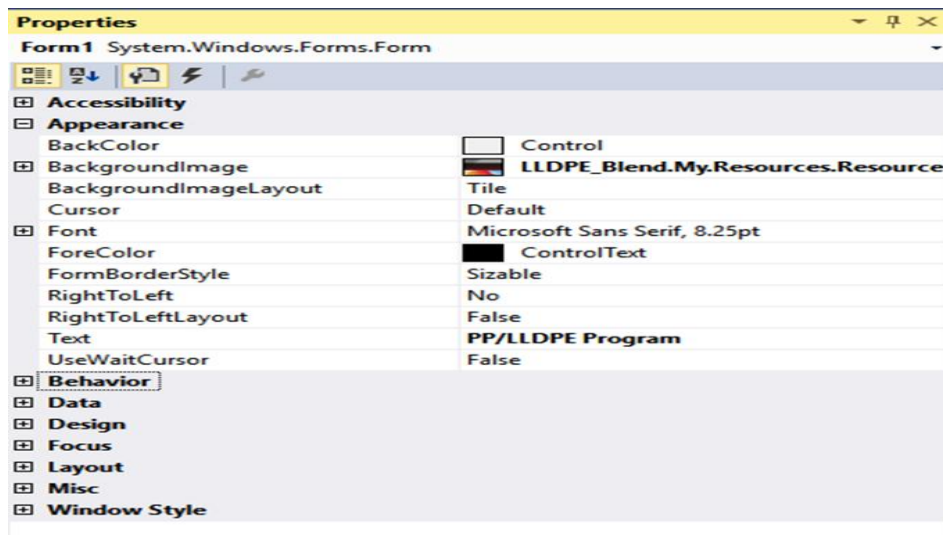 Properties
Form1 System.Windows.Forms.Form
Accessibility
Appearance
BackColor Control
BackgroundImage LLDPE_Blend.My.Resources.Resource
BackgroundImageLayout Tile
Cursor Default
Font Microsoft Sans Serif, 8.25pt
ForeColor ControlText
FormBorderStyle Sizable
RightToLeft No
RightToLeftLayout False
Text PP/LLDPE Program
UseWaitCursor False
Behavior
Data
Design
Focus
Layout
Misc
Window Style